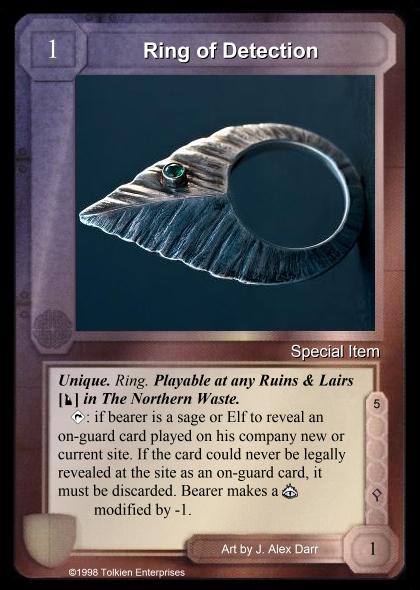 1
Ring of Detection
Special Item
Unique. Ring. Playable at any Ruins & Lairs
[] in The Northern Waste.
: if bearer is a sage or Elf to reveal an
on-guard card played on his company new or
current site. If the card could never be legally
revealed at the site as an on-guard card, it
must be discarded. Bearer makes a
modified by -1.
5
Art by J. Alex Darr
1
©1998 Tolkien Enterprises